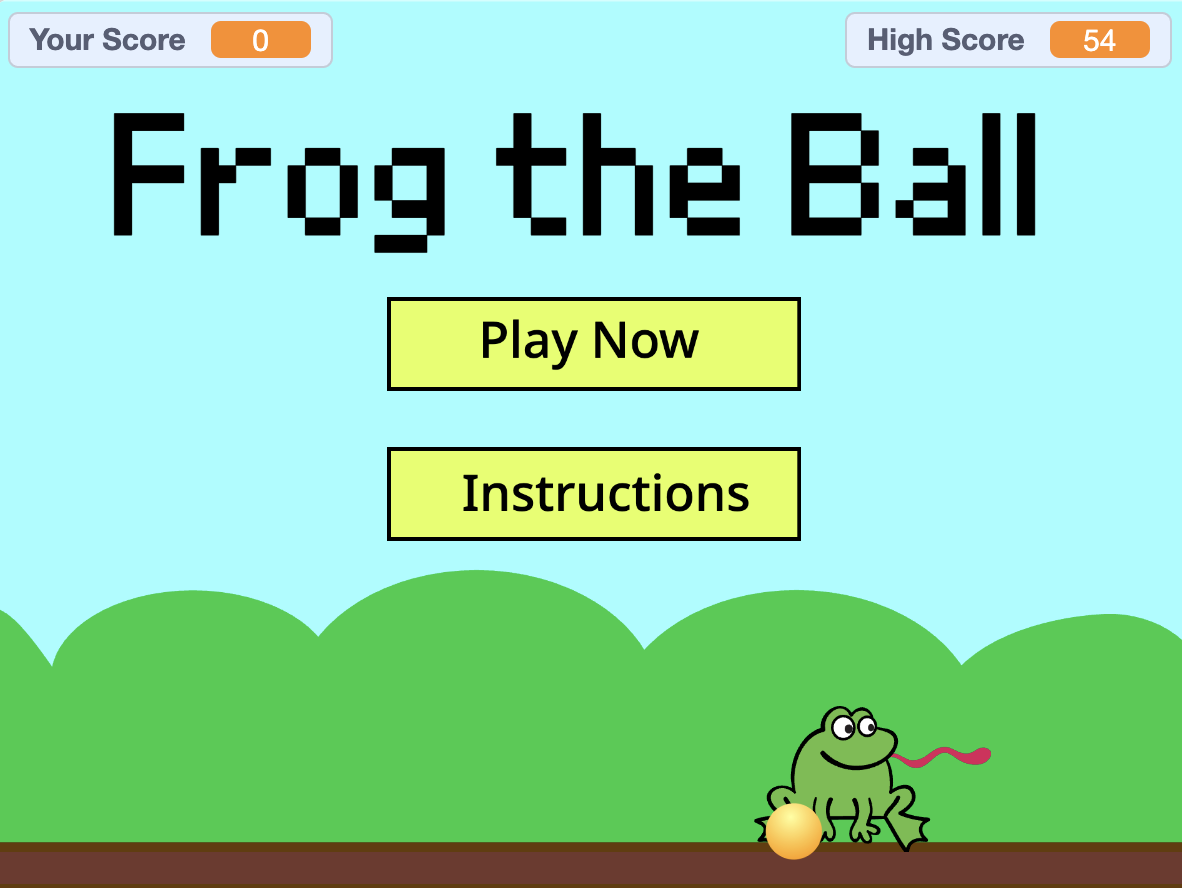 Your Score 0
High Score 54
Frog the Ball
Play Now
Instructions